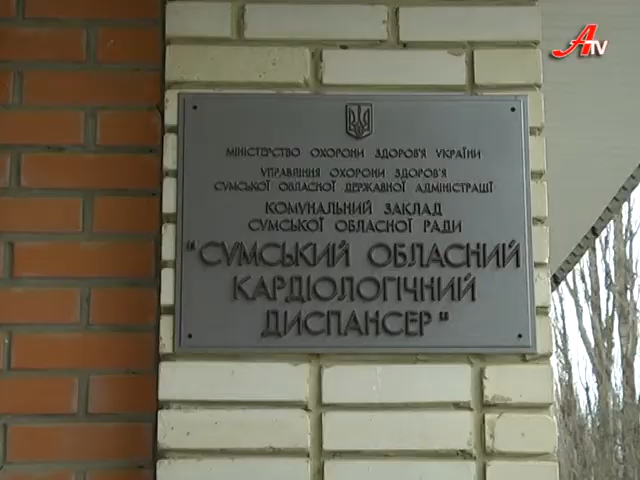 АTV
МІНІСТЕРСТВО ОХОРОНИ ЗДОРОВ'Я УКРАЇНИ
УПРАВЛІННЯ ОХОРОНИ ЗДОРОВ'Я
СУМСЬКОЇ ОБЛАСНОЇ ДЕРЖАВНОЇ АДМІНІСТРАЦІЇ
КОМУНАЛЬНИЙ ЗАКЛАД
СУМСЬКОЇ ОБЛАСНОЇ РАДИ
"СУМСЬКИЙ ОБЛАСНИЙ
КАРДІОЛОГІЧНИЙ
ДИСПАНСЕР"